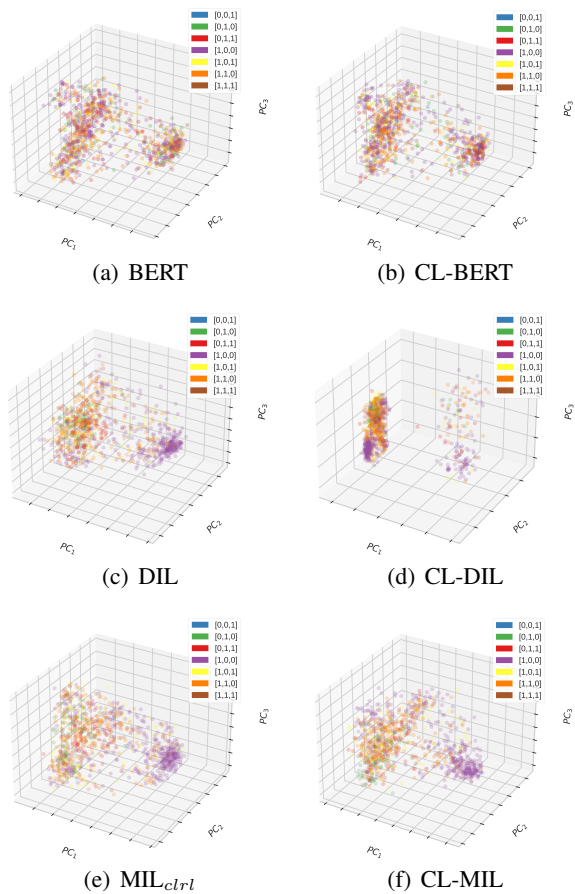 [0,0,1]
[0,1,0]
[0,1,1]
[1,0,0]
[1,0,1]
[1,1,0]
[1,1,1]
PC3
PC2
PC1
(a) BERT
[0,0,1]
[0,1,0]
[0,1,1]
[1,0,0]
[1,0,1]
[1,1,0]
[1,1,1]
PC3
PC2
PC1
(b) CL-BERT
[0,0,1]
[0,1,0]
[0,1,1]
[1,0,0]
[1,0,1]
[1,1,0]
[1,1,1]
PC3
PC2
PC1
(c) DIL
[0,0,1]
[0,1,0]
[0,1,1]
[1,0,0]
[1,0,1]
[1,1,0]
[1,1,1]
PC3
PC2
PC1
(d) CL-DIL
[0,0,1]
[0,1,0]
[0,1,1]
[1,0,0]
[1,0,1]
[1,1,0]
[1,1,1]
PC3
PC2
PC1
(e) MILclrl
[0,0,1]
[0,1,0]
[0,1,1]
[1,0,0]
[1,0,1]
[1,1,0]
[1,1,1]
PC3
PC2
PC1
(f) CL-MIL